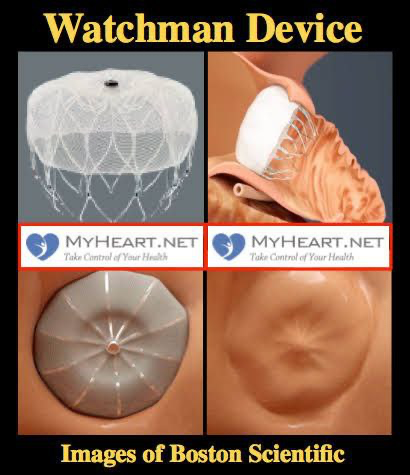 Watchman Device
MyHeart.net
Take Control of Your Health
MyHeart.net
Take Control of Your Health
Images of Boston Scientific